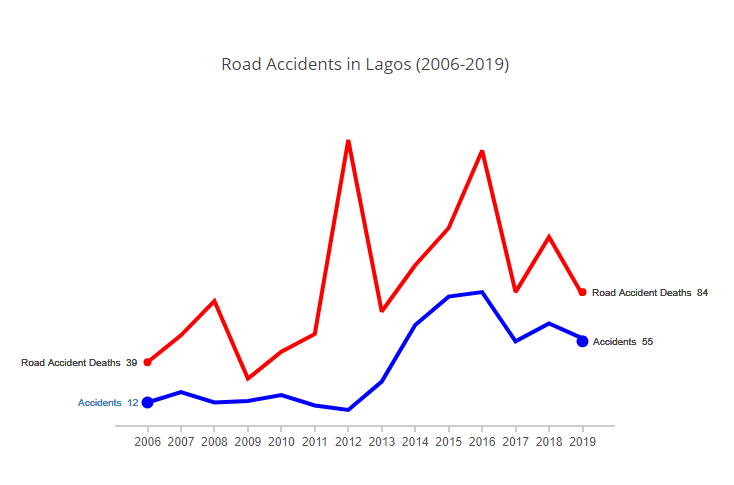 Road Accidents in Lagos (2006-2019)
Road Accident Deaths 84
Accidents 55
Road Accident Deaths 39
Accidents 12
2006 2007 2008 2009 2010 2011 2012 2013 2014 2015 2016 2017 2018 2019